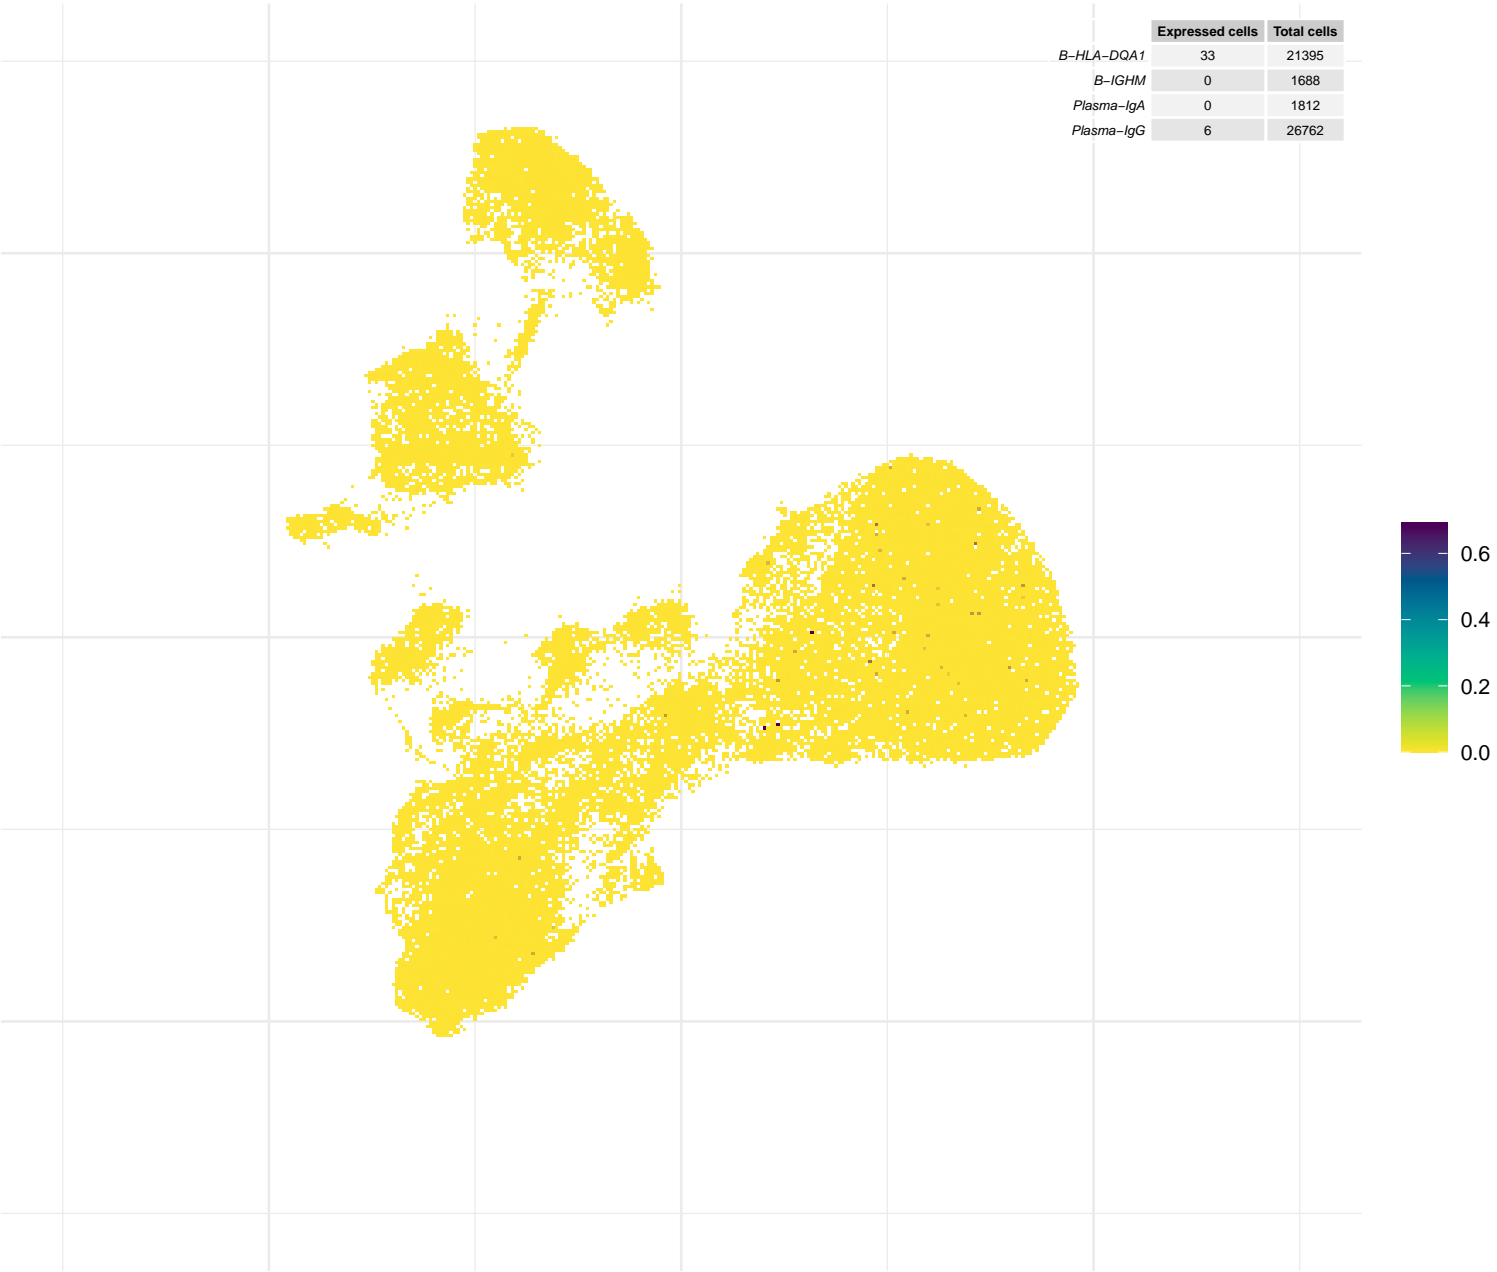 Expressed cells Total cells
B−HLA−DQA1 33 21395
B−IGHM 0 1688
Plasma−IgA 0 1812
Plasma−IgG 6 26762
0.6
0.4
0.2
0.0